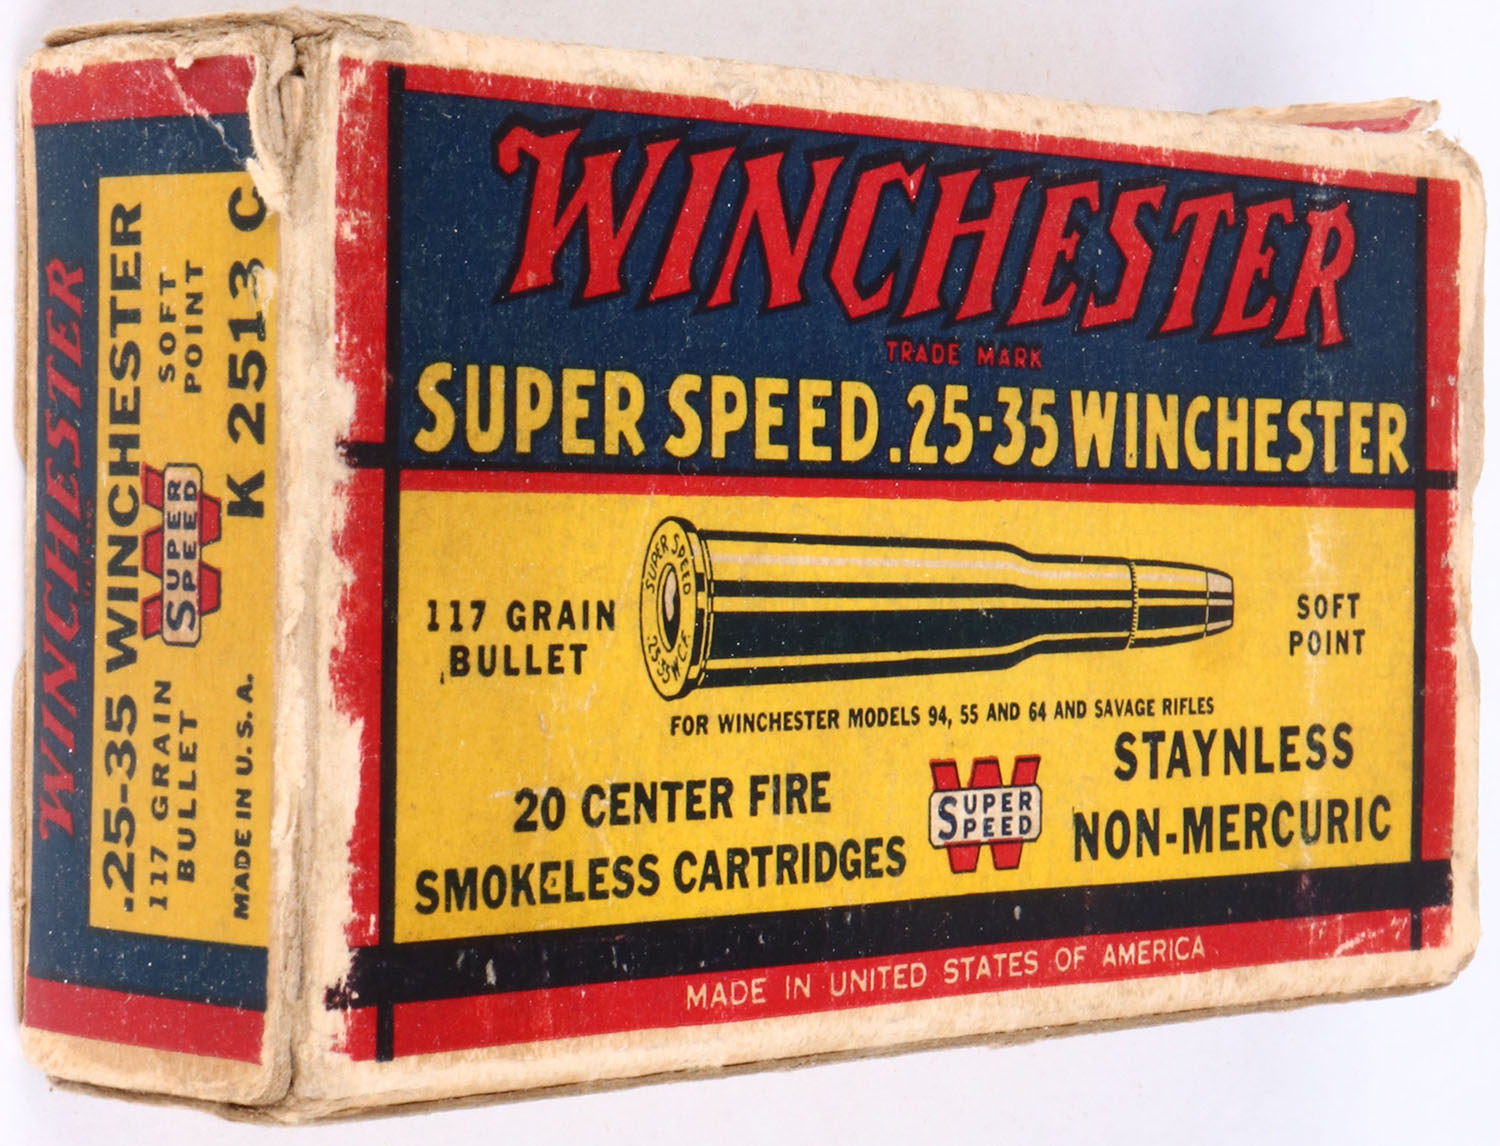 WINCHESTER
TRADE MARK
SUPER SPEED .25-35 WINCHESTER
117 GRAIN
BULLET
SUPER SPEED
.25-35 W.C.F.
SOFT
POINT
FOR WINCHESTER MODELS 94, 55 AND 64 AND SAVAGE RIFLES
20 CENTER FIRE
SMOKELESS CARTRIDGES
SUPER
SPEED
STAYNLESS
NON-MERCURIC
MADE IN UNITED STATES OF AMERICA
WINCHESTER
.25-35 WINCHESTER
117 GRAIN
BULLET
SUPER
SPEED
SOFT
POINT
MADE IN U.S.A.
K 2513 C